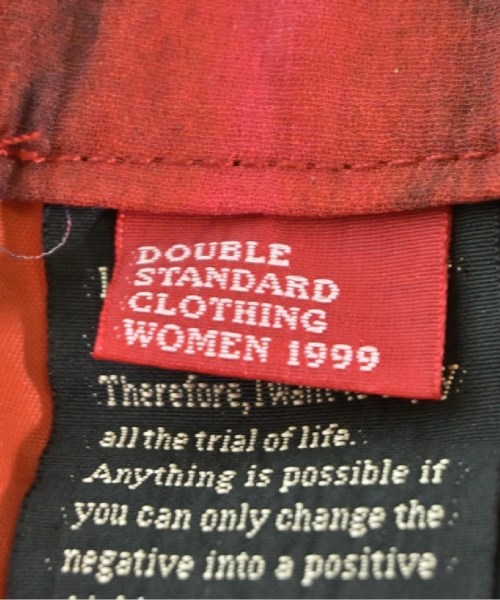 DOUBLE
STANDARD
CLOTHING
WOMEN 1999
Therefore, I want
all the trial of life.
Anything is possible if
you can only change the
negative into a positive